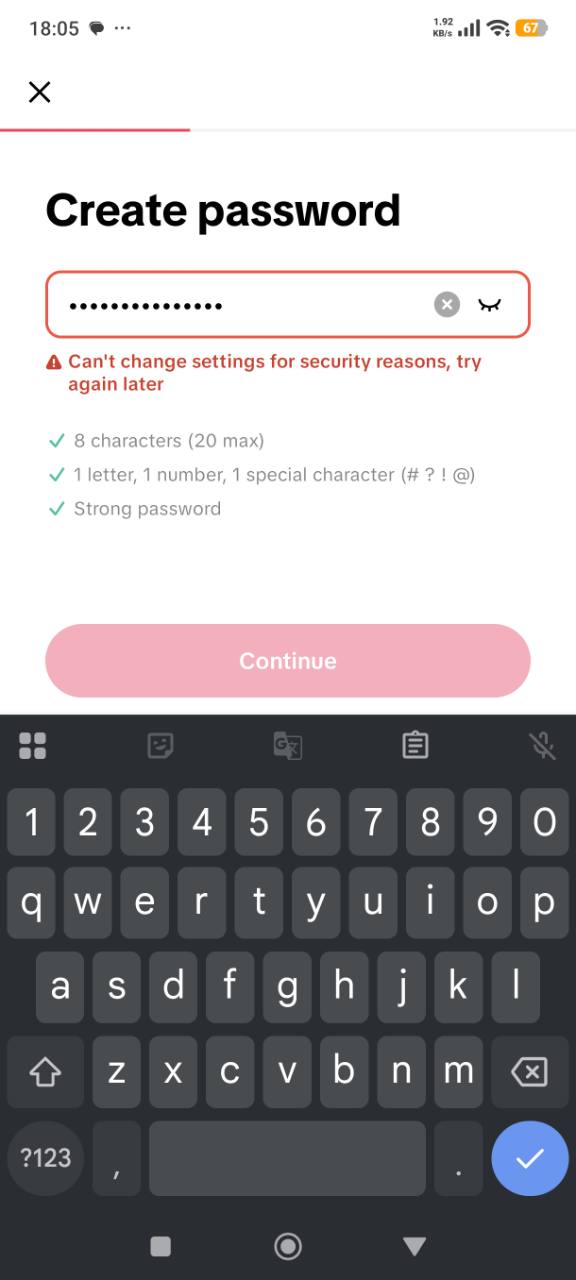 18:05 ... 1.92 KB/s 67
Create password
•••••••••••••••
Can't change settings for security reasons, try
again later
8 characters (20 max)
1 letter, 1 number, 1 special character (# ? ! @)
Strong password
Continue
1 2 3 4 5 6 7 8 9 0
q w e r t y u i o p
a s d f g h j k l
z x c v b n m
?123 , .